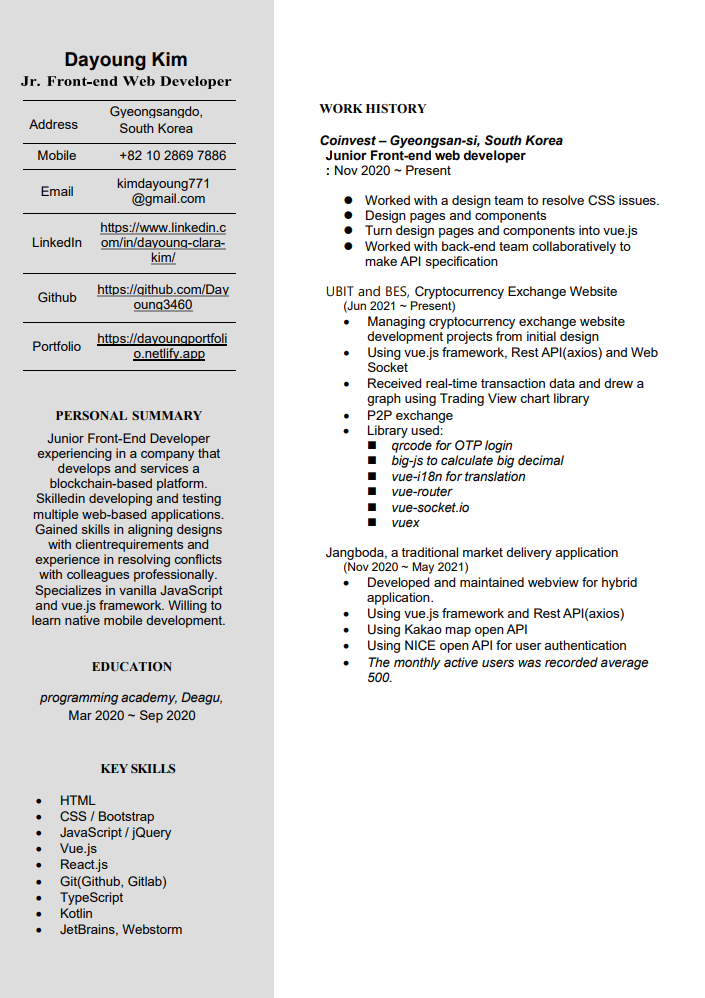 Dayoung Kim
Jr. Front-end Web Developer
Address
Gyeongsangdo,
South Korea
Mobile
+82 10 2869 7886
Email
kimdayoung771
@gmail.com
LinkedIn
https://www.linkedin.c
om/in/dayoung-clara-
kim/
Github
https://github.com/Day
oung3460
Portfolio
https://dayoungportfoli
o.netlify.app
PERSONAL SUMMARY
Junior Front-End Developer
experiencing in a company that
develops and services a
blockchain-based platform.
Skilledin developing and testing
multiple web-based applications.
Gained skills in aligning designs
with clientrequirements and
experience in resolving conflicts
with colleagues professionally.
Specializes in vanilla JavaScript
and vue.js framework. Willing to
learn native mobile development.
EDUCATION
programming academy, Deagu,
Mar 2020 ~ Sep 2020
KEY SKILLS
• HTML
• CSS / Bootstrap
• JavaScript / jQuery
• Vue.js
• React.js
• Git(Github, Gitlab)
• TypeScript
• Kotlin
• JetBrains, Webstorm
WORK HISTORY
Coinvest – Gyeongsan-si, South Korea
Junior Front-end web developer
: Nov 2020 ~ Present
● Worked with a design team to resolve CSS issues.
● Design pages and components
● Turn design pages and components into vue.js
● Worked with back-end team collaboratively to
make API specification
UBIT and BES, Cryptocurrency Exchange Website
(Jun 2021 ~ Present)
• Managing cryptocurrency exchange website
development projects from initial design
• Using vue.js framework, Rest API(axios) and Web
Socket
• Received real-time transaction data and drew a
graph using Trading View chart library
• P2P exchange
• Library used:
■ qrcode for OTP login
■ big-js to calculate big decimal
■ vue-i18n for translation
■ vue-router
■ vue-socket.io
■ vuex
Jangboda, a traditional market delivery application
(Nov 2020 ~ May 2021)
• Developed and maintained webview for hybrid
application.
• Using vue.js framework and Rest API(axios)
• Using Kakao map open API
• Using NICE open API for user authentication
• The monthly active users was recorded average
500.